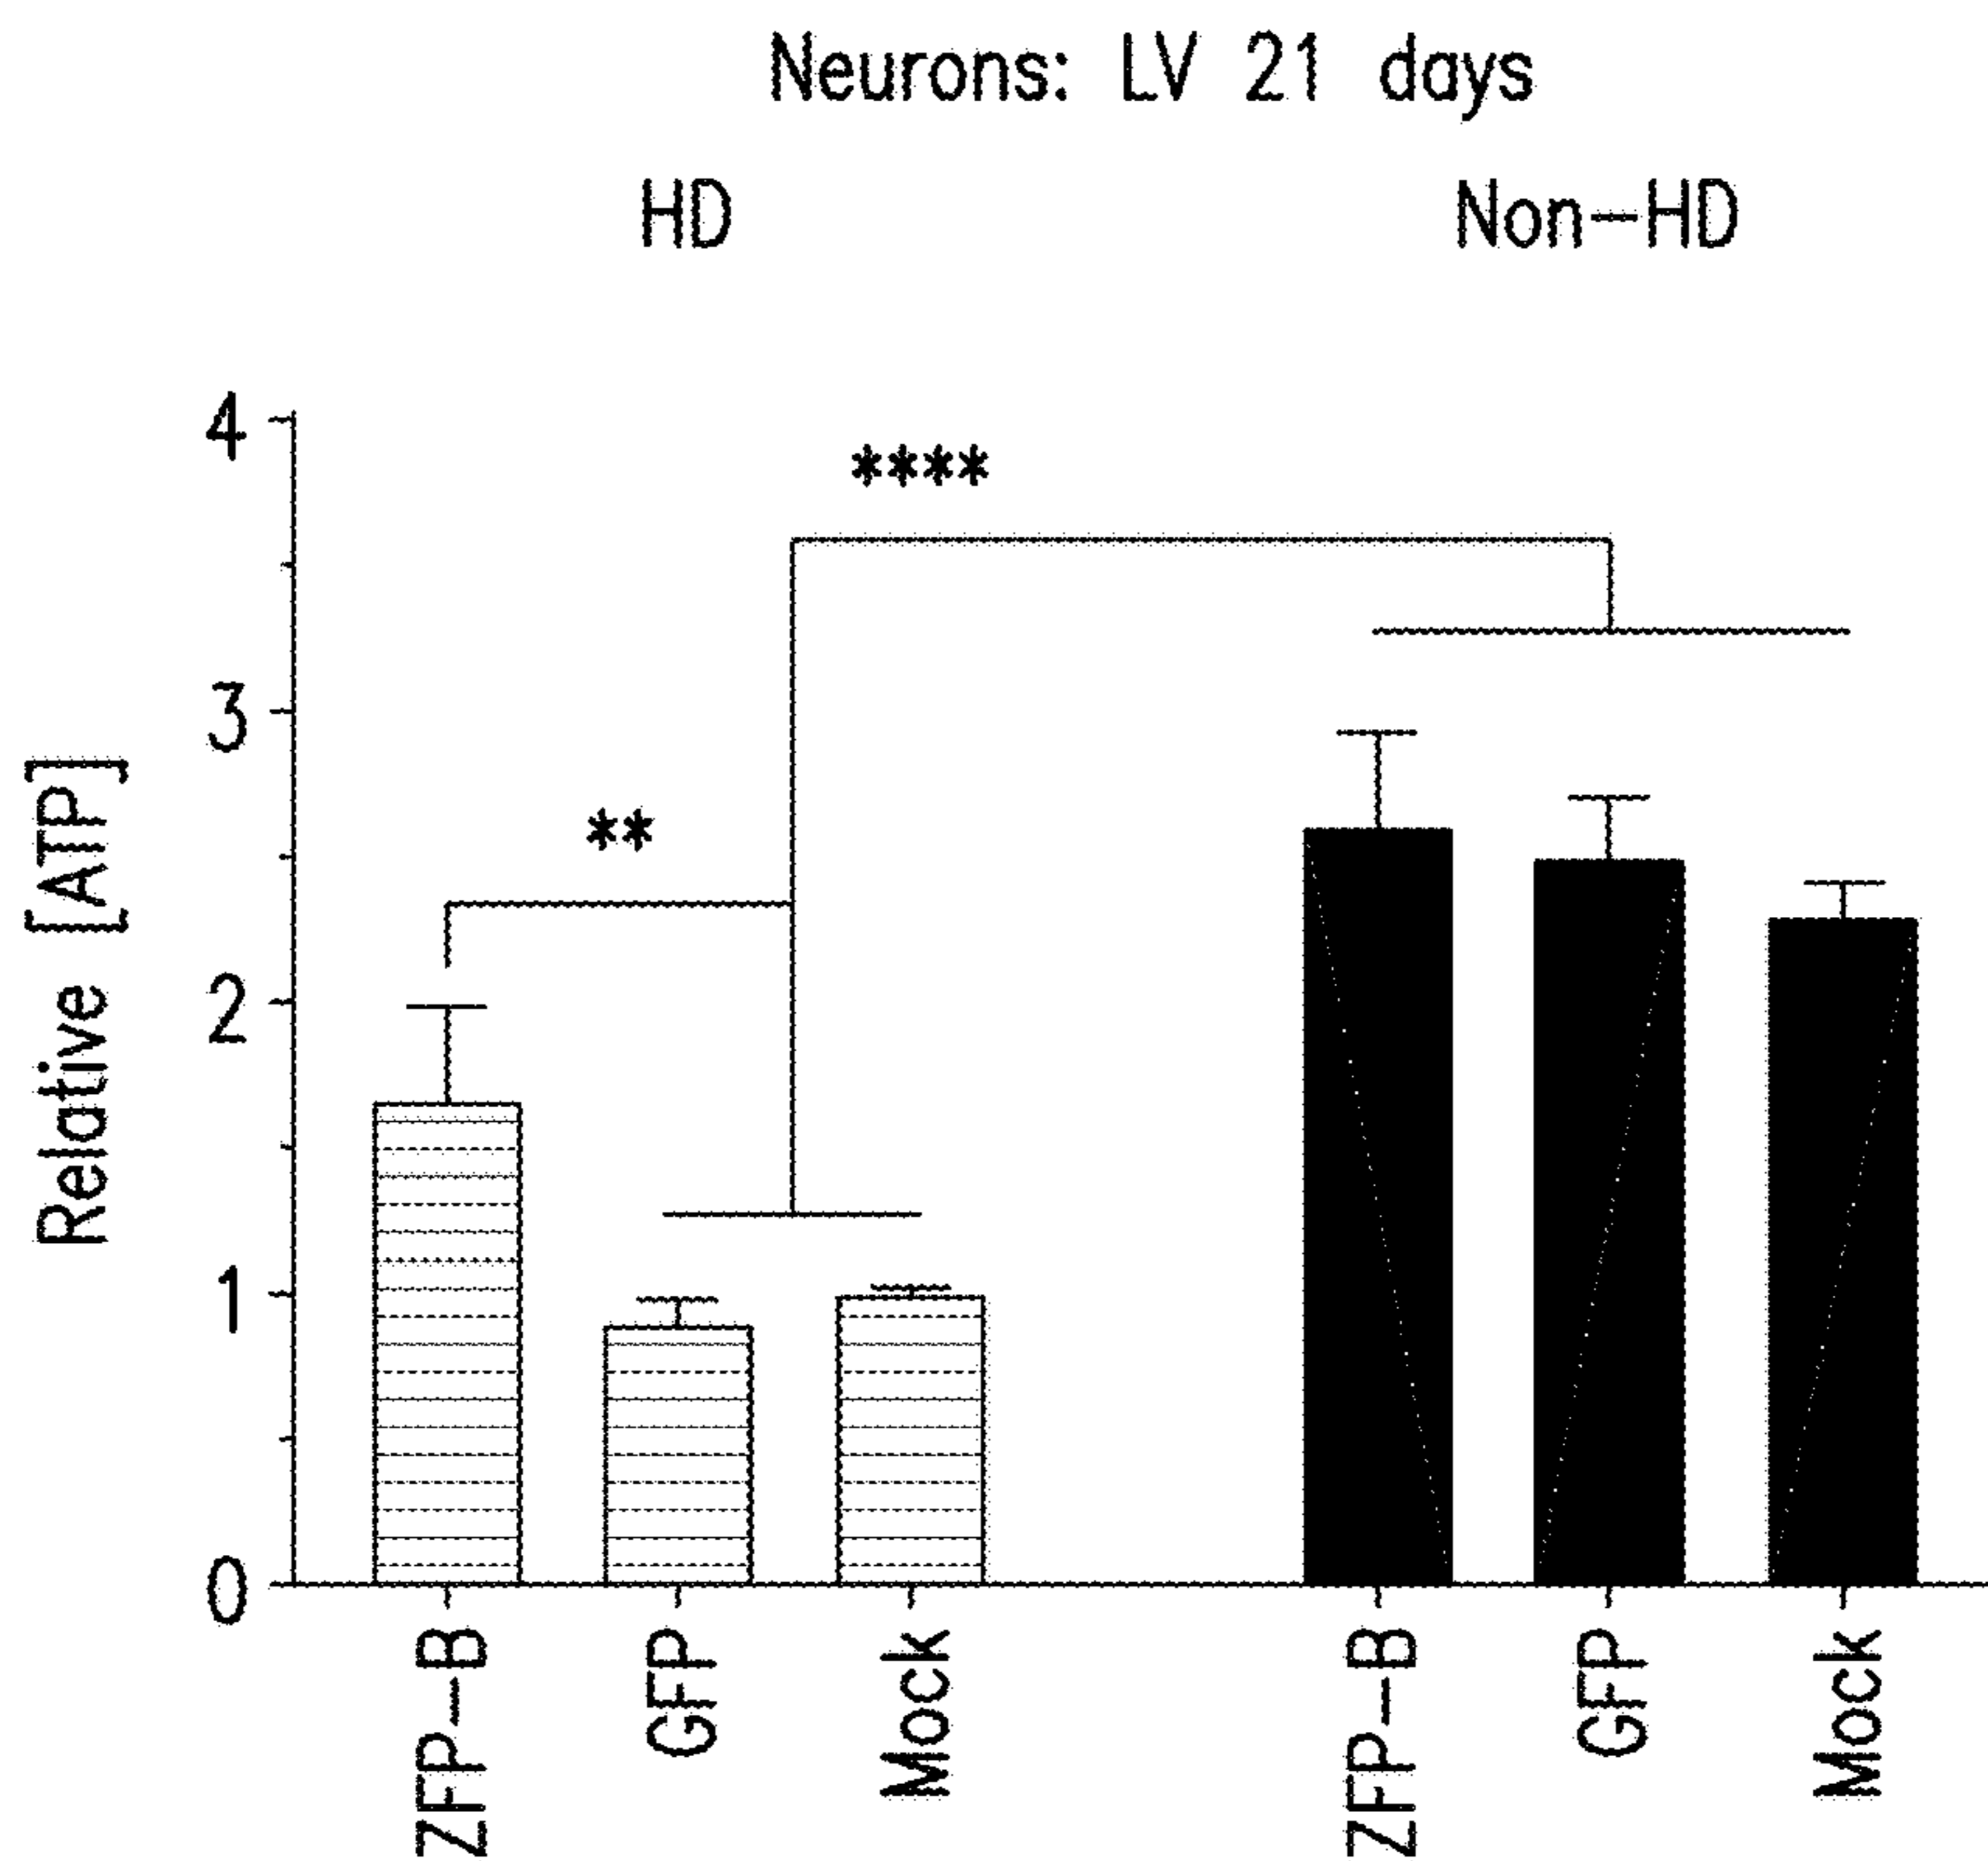 Neurons: LV 21 days
HD
Non-HD
4
3
2
1
0
Relative [ATP]
****
**
ZFP-B
GFP
Mock
ZFP-B
GFP
Mock